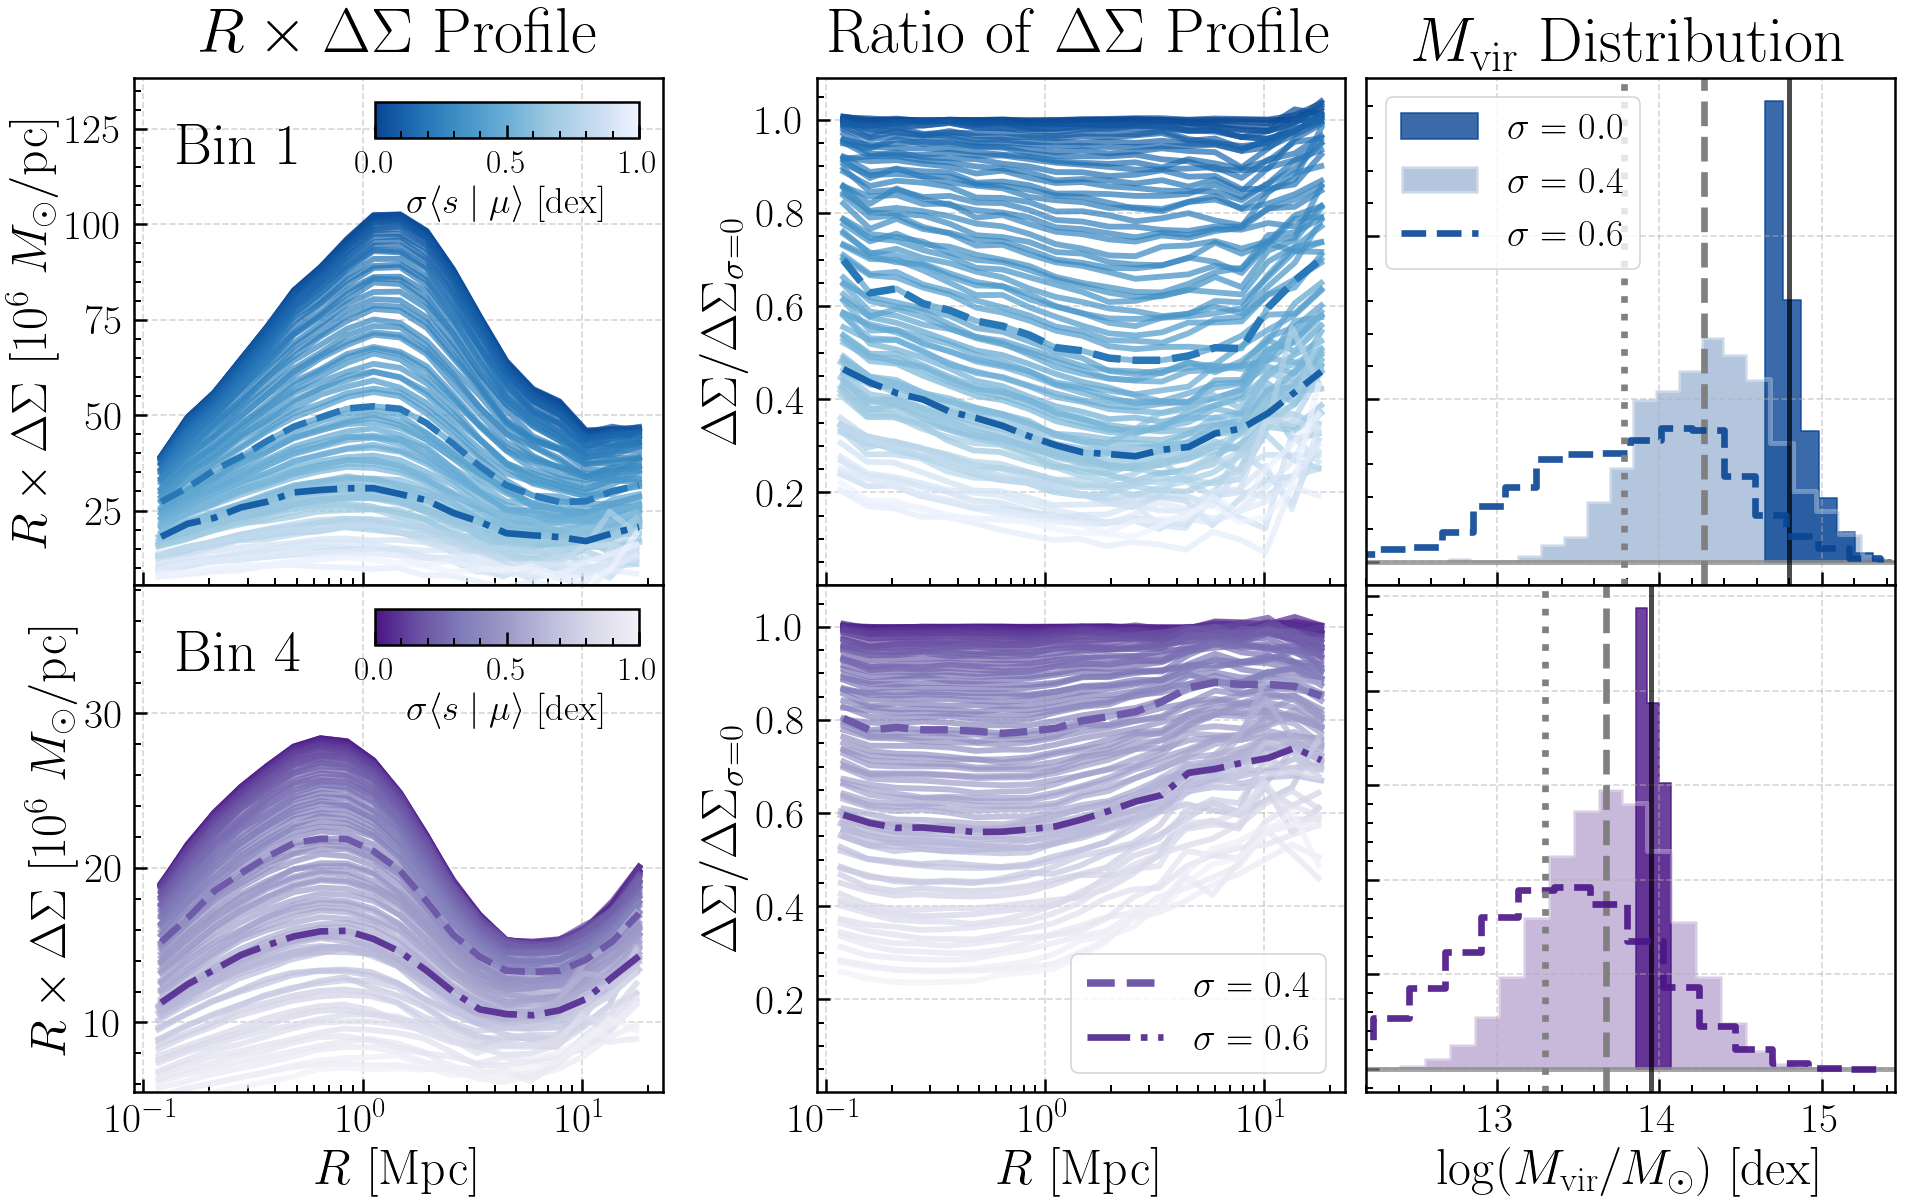 R × ΔΣ Profile
Ratio of ΔΣ Profile
M_vir Distribution
R × ΔΣ [10^6 M_⊙/pc]
125
100
75
50
25
Bin 1
0.0 0.5 1.0
σ⟨s | μ⟩ [dex]
ΔΣ/ΔΣ_{σ=0}
1.0
0.8
0.6
0.4
0.2
σ = 0.0
σ = 0.4
σ = 0.6
R × ΔΣ [10^6 M_⊙/pc]
30
20
10
Bin 4
0.0 0.5 1.0
σ⟨s | μ⟩ [dex]
10^{-1} 10^0 10^1
R [Mpc]
ΔΣ/ΔΣ_{σ=0}
1.0
0.8
0.6
0.4
0.2
σ = 0.4
σ = 0.6
10^{-1} 10^0 10^1
R [Mpc]
13 14 15
log(M_vir/M_⊙) [dex]